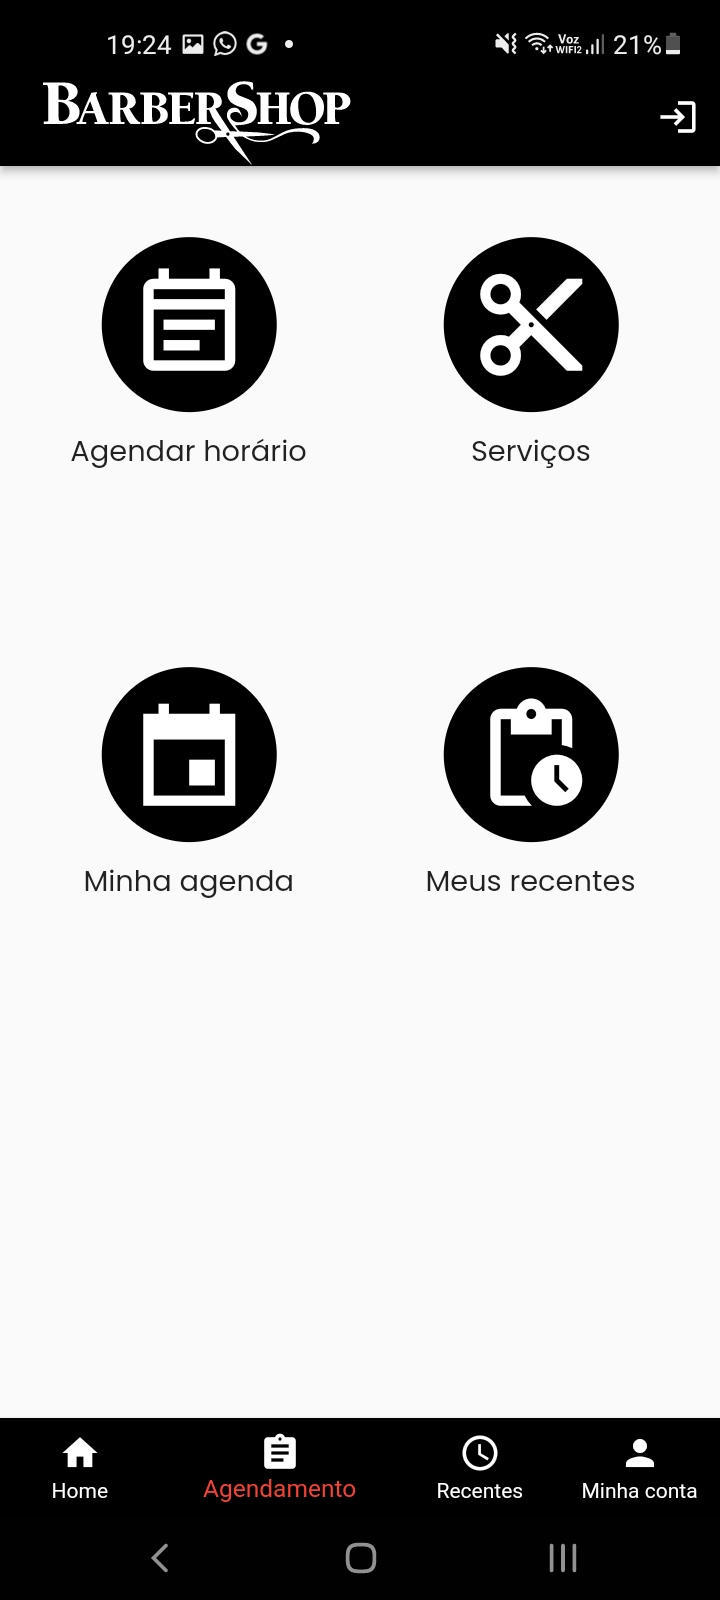 19:24
Voz
WIFI2
21%
BARBERSHOP
Agendar horário
Serviços
Minha agenda
Meus recentes
Home
Agendamento
Recentes
Minha conta